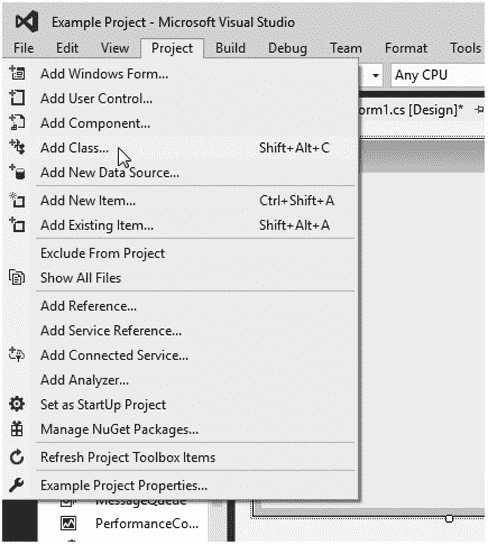 Example Project - Microsoft Visual Studio
File Edit View Project Build Debug Team Format Tools
Add Windows Form...
Any CPU
Add User Control...
Add Component...
orm1.cs [Design]*
Add Class... Shift+Alt+C
Add New Data Source...
Add New Item... Ctrl+Shift+A
Add Existing Item... Shift+Alt+A
Exclude From Project
Show All Files
Add Reference...
Add Service Reference...
Add Connected Service...
Add Analyzer...
Set as StartUp Project
Manage NuGet Packages...
Refresh Project Toolbox Items
Example Project Properties...
MessageQueue
PerformanceCo...